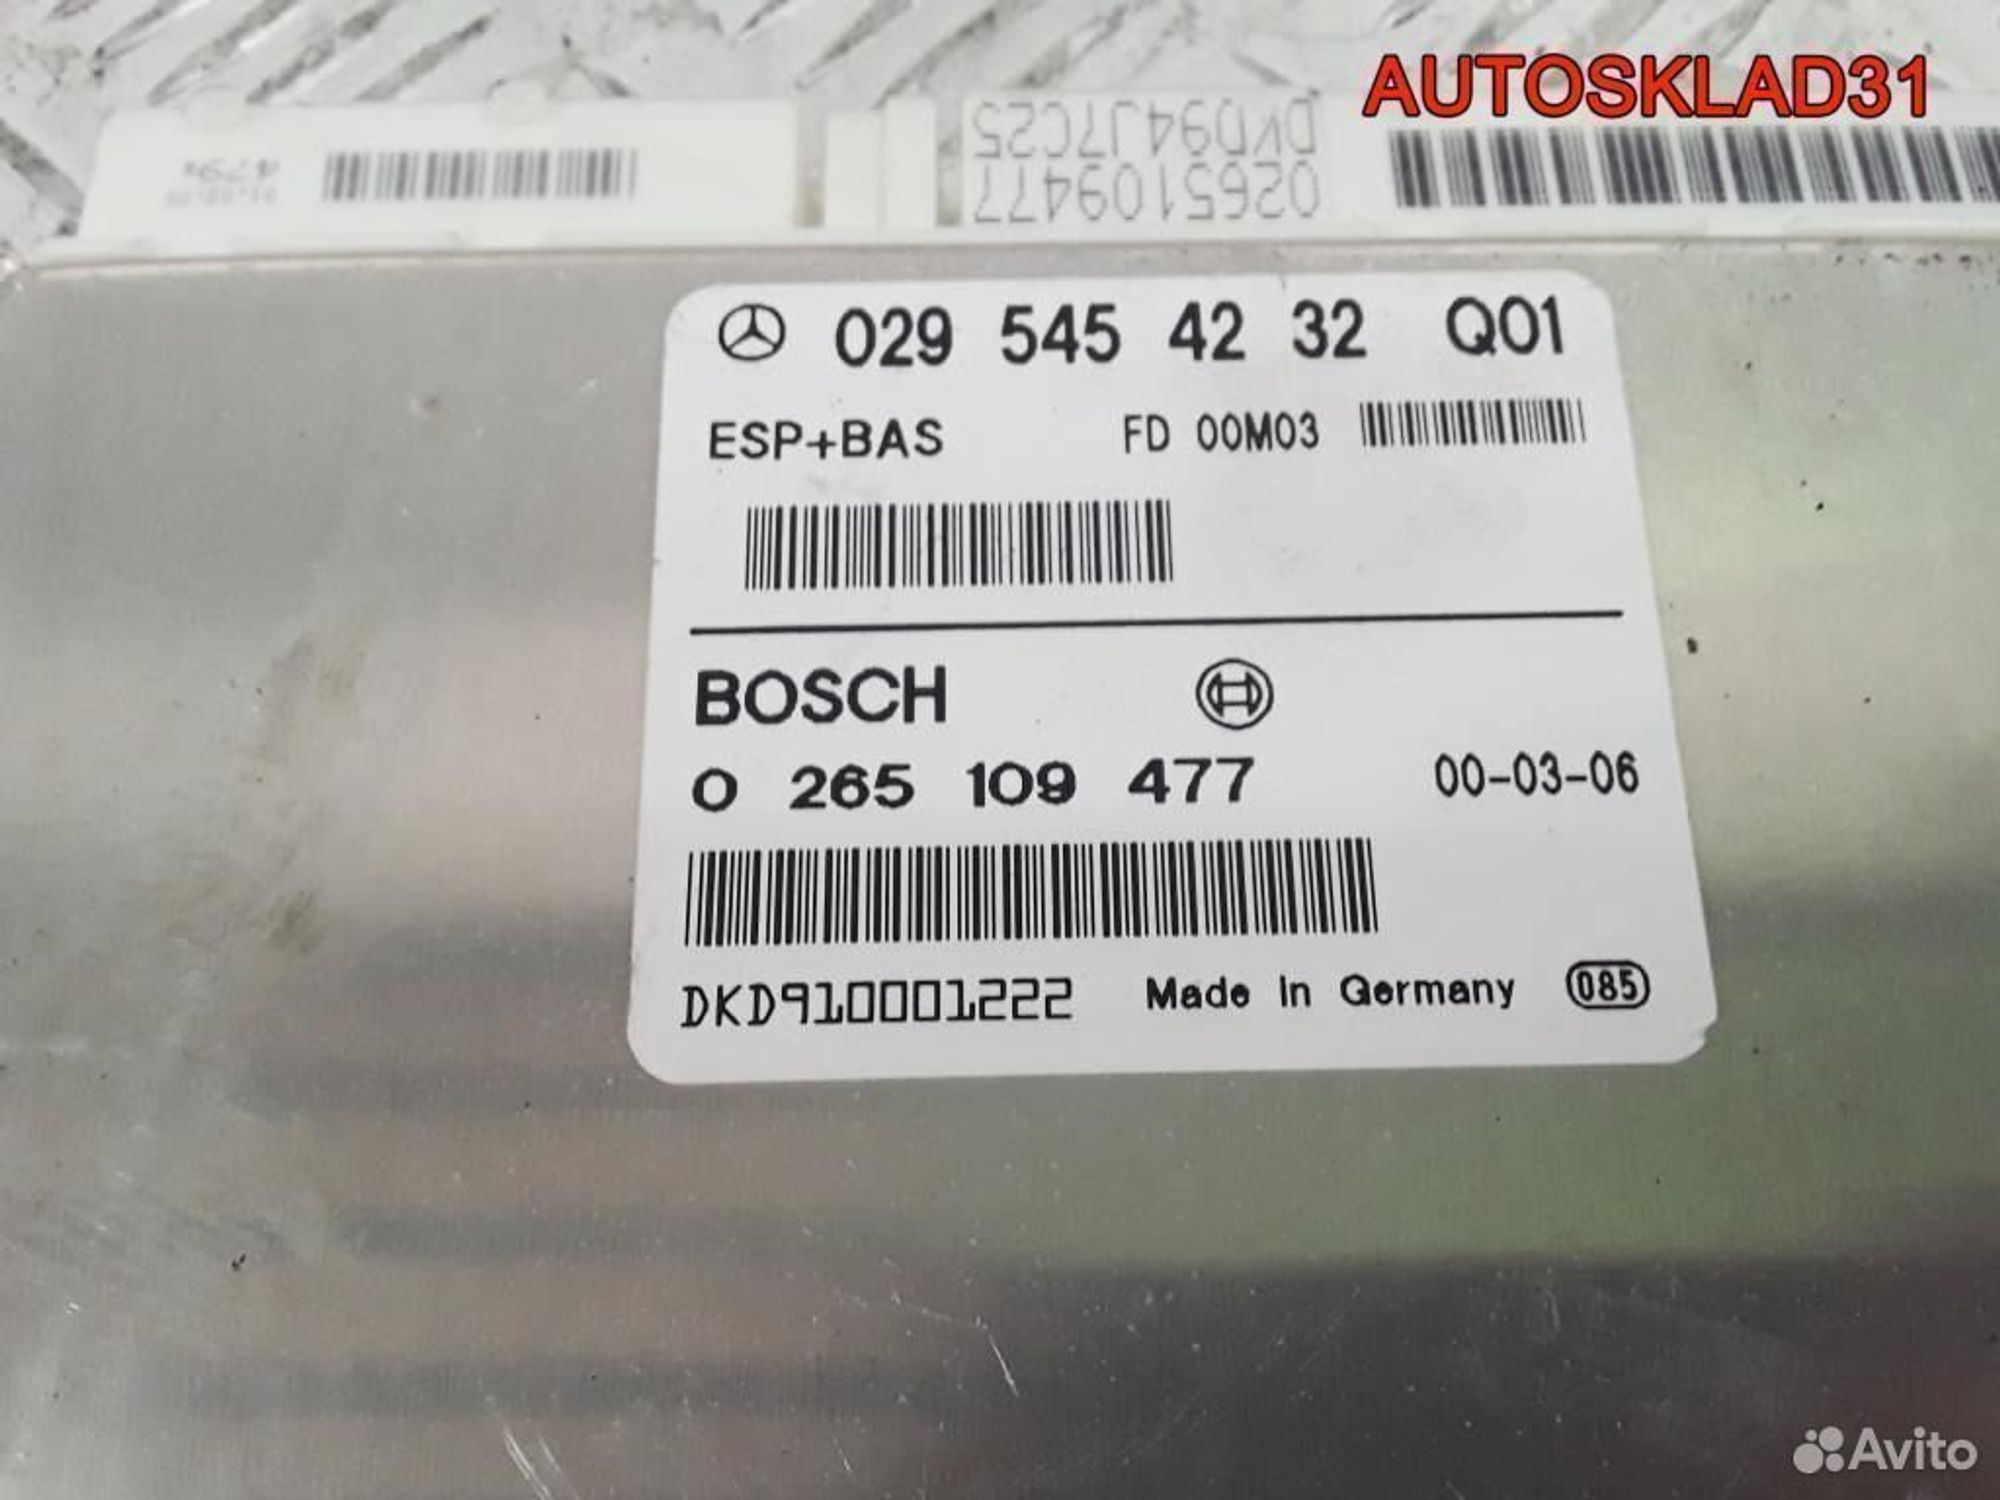 AUTOSKLAD31
DVD94J7C25
0265109477
4794
029 545 42 32 Q01
ESP+BAS FD 00M03
BOSCH
0 265 109 477 00-03-06
DKD910001222 Made in Germany 085
Avito